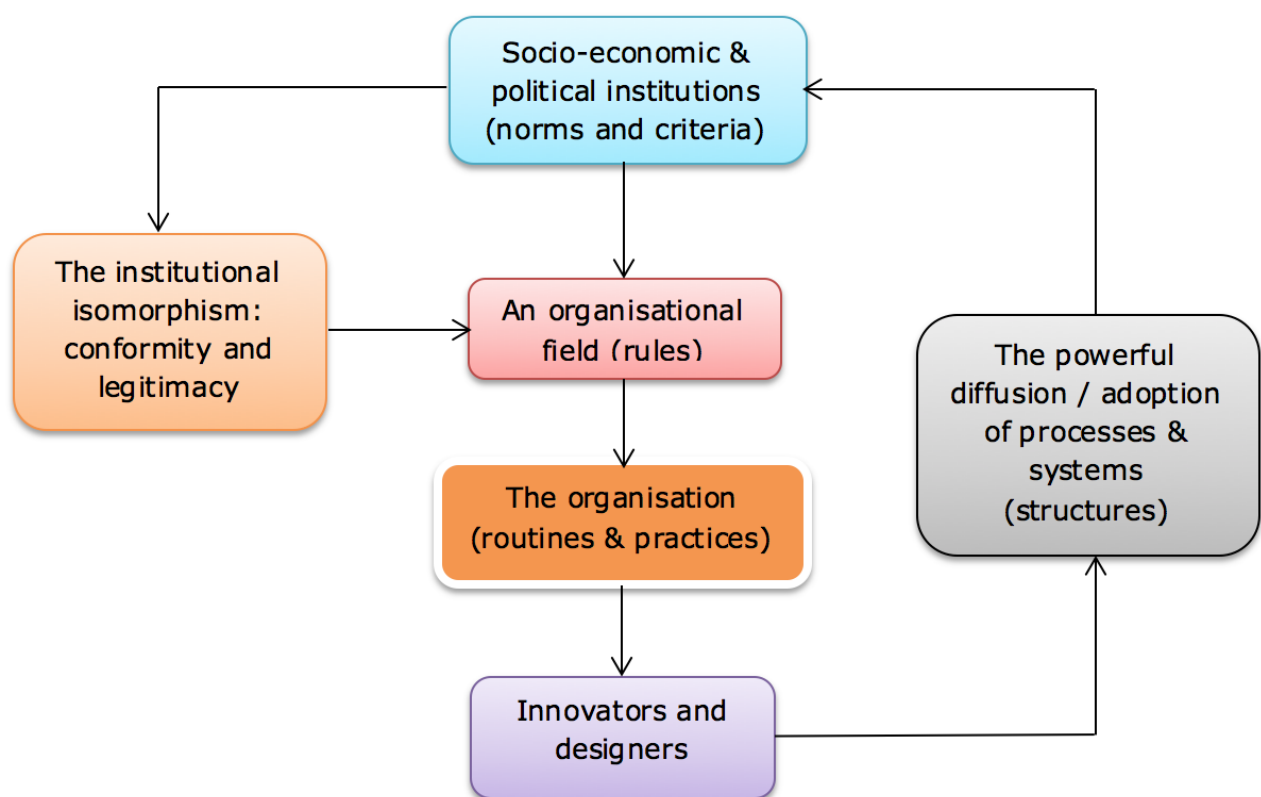 Socio-economic &
political institutions
(norms and criteria)
The institutional
isomorphism:
conformity and
legitimacy
An organisational
field (rules)
The powerful
diffusion / adoption
of processes &
systems
(structures)
The organisation
(routines & practices)
Innovators and
designers